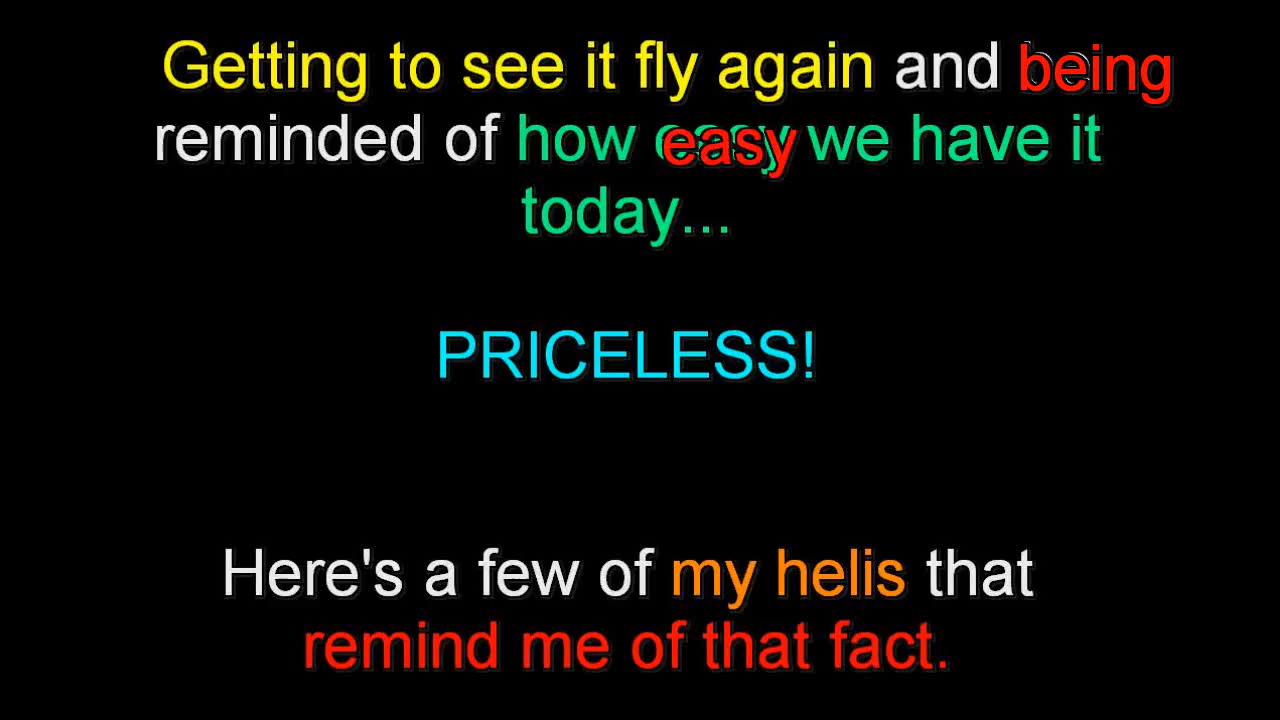 Getting to see it fly again and being
reminded of how easy we have it
today...
PRICELESS!
Here's a few of my helis that
remind me of that fact.